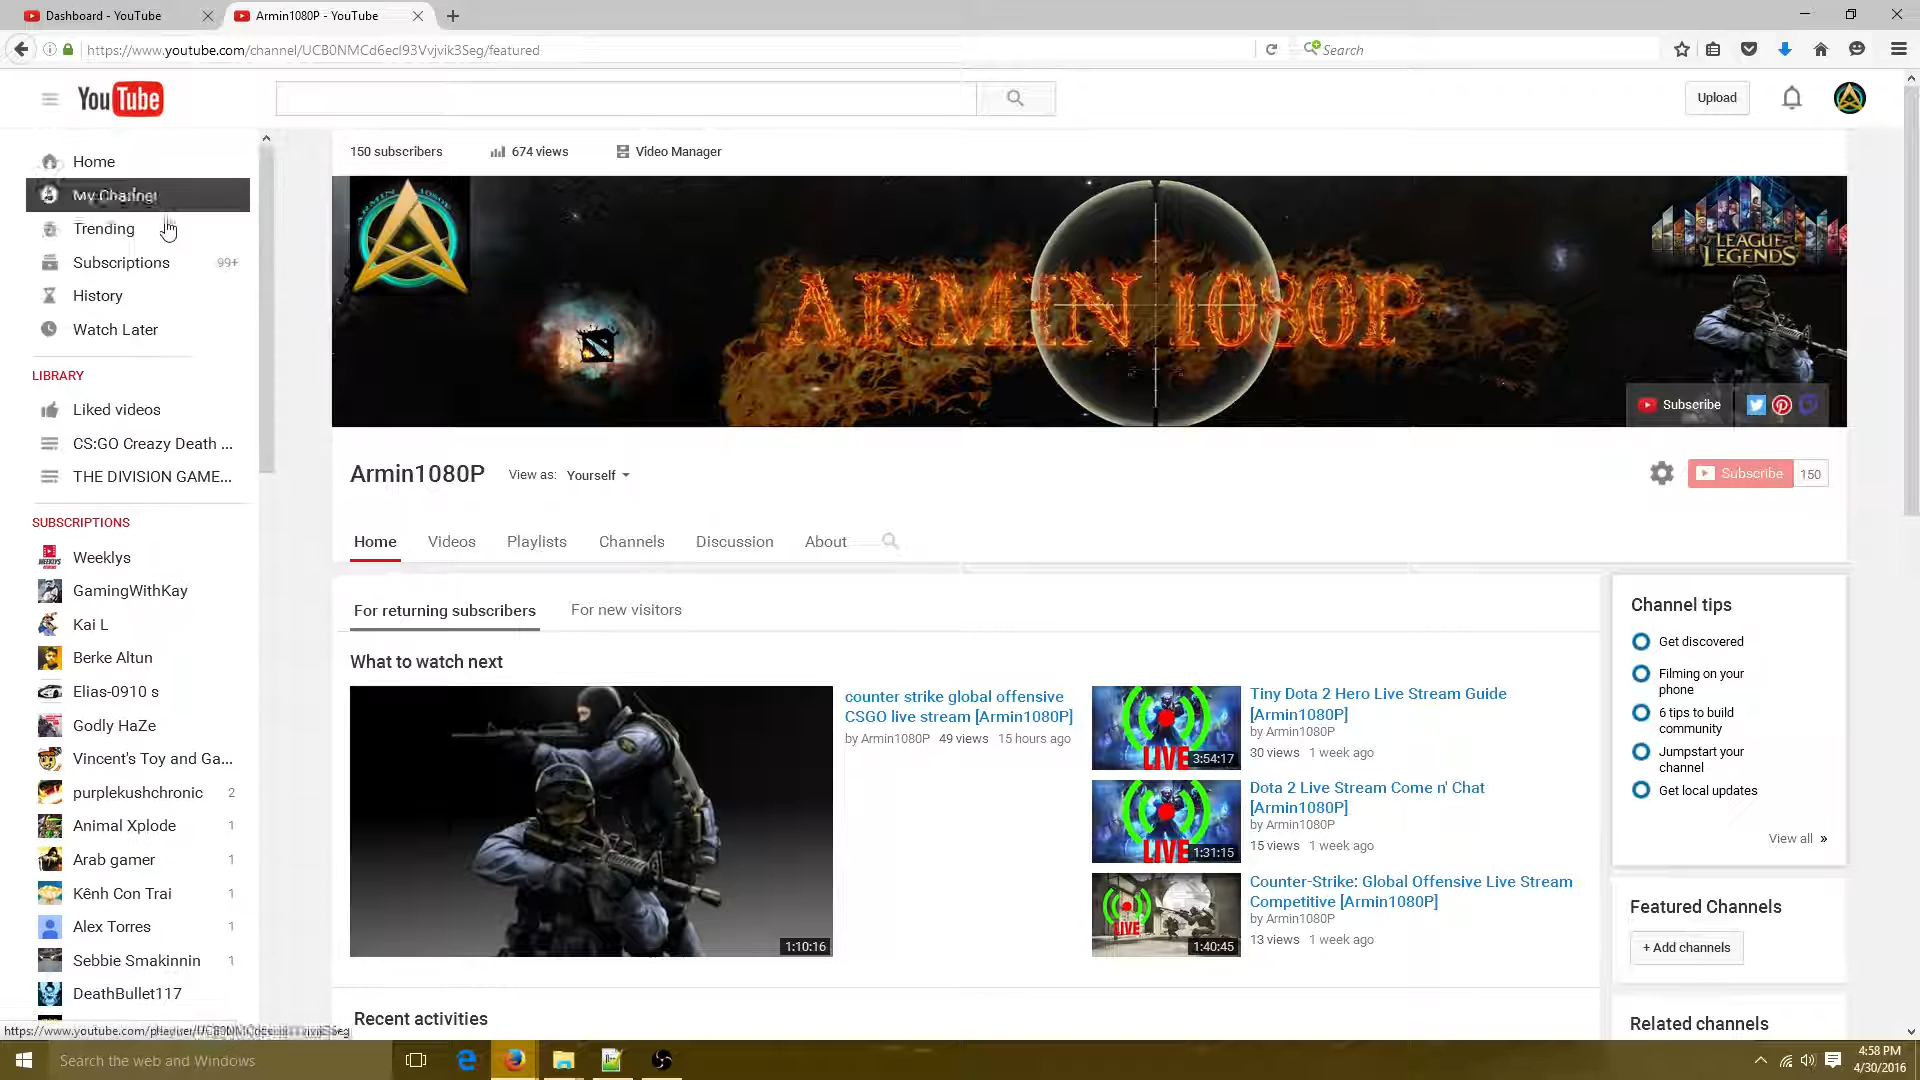 Dashboard - YouTube
Armin1080P - YouTube
https://www.youtube.com/channel/UCB0NMCd6ecI93Vvjvik3Seg/featured
Search
YouTube
Upload
Home
My Channel
Trending
Subscriptions 99+
History
Watch Later
LIBRARY
Liked videos
CS:GO Creazy Death ...
THE DIVISION GAME...
SUBSCRIPTIONS
Weeklys
GamingWithKay
Kai L
Berke Altun
Elias-0910 s
Godly HaZe
Vincent's Toy and Ga...
purplekushchronic 2
Animal Xplode 1
Arab gamer 1
Kênh Con Trai 1
Alex Torres 1
Sebbie Smakinnin 1
DeathBullet117
150 subscribers 674 views Video Manager
ARMIN 1080P
LEAGUE of
LEGENDS
Subscribe
Armin1080P View as: Yourself
Subscribe 150
Home Videos Playlists Channels Discussion About
For returning subscribers For new visitors
What to watch next
1:10:16
counter strike global offensive
CSGO live stream [Armin1080P]
by Armin1080P 49 views 15 hours ago
LIVE 3:54:17
Tiny Dota 2 Hero Live Stream Guide
[Armin1080P]
by Armin1080P
30 views 1 week ago
LIVE 1:31:15
Dota 2 Live Stream Come n' Chat
[Armin1080P]
by Armin1080P
15 views 1 week ago
LIVE 1:40:45
Counter-Strike: Global Offensive Live Stream
Competitive [Armin1080P]
by Armin1080P
13 views 1 week ago
Recent activities
Channel tips
Get discovered
Filming on your
phone
6 tips to build
community
Jumpstart your
channel
Get local updates
View all »
Featured Channels
+ Add channels
Related channels
Search the web and Windows
4:58 PM
4/30/2016